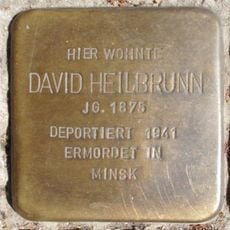 HIER WOHNTE
DAVID HEILBRUNN
JG. 1875
DEPORTIERT 1941
ERMORDET IN
MINSK